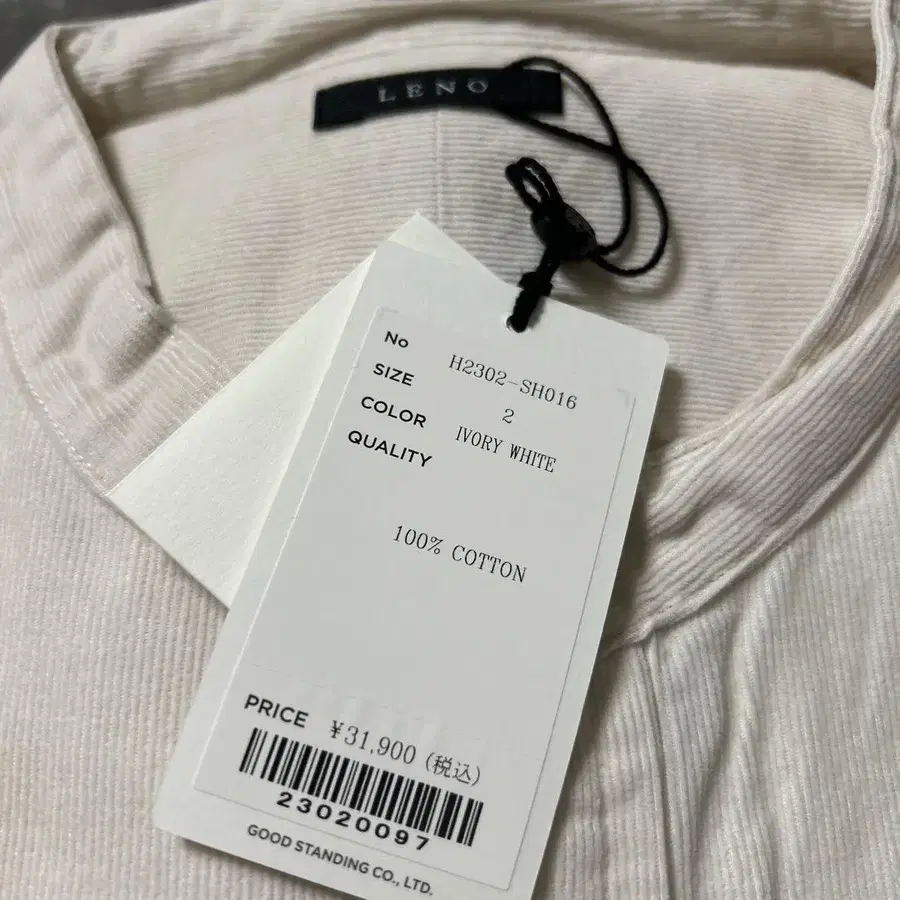 LENO
No H2302-SH016
SIZE 2
COLOR IVORY WHITE
QUALITY
100% COTTON
PRICE ¥31,900 (税込)
23020097
GOOD STANDING CO., LTD.